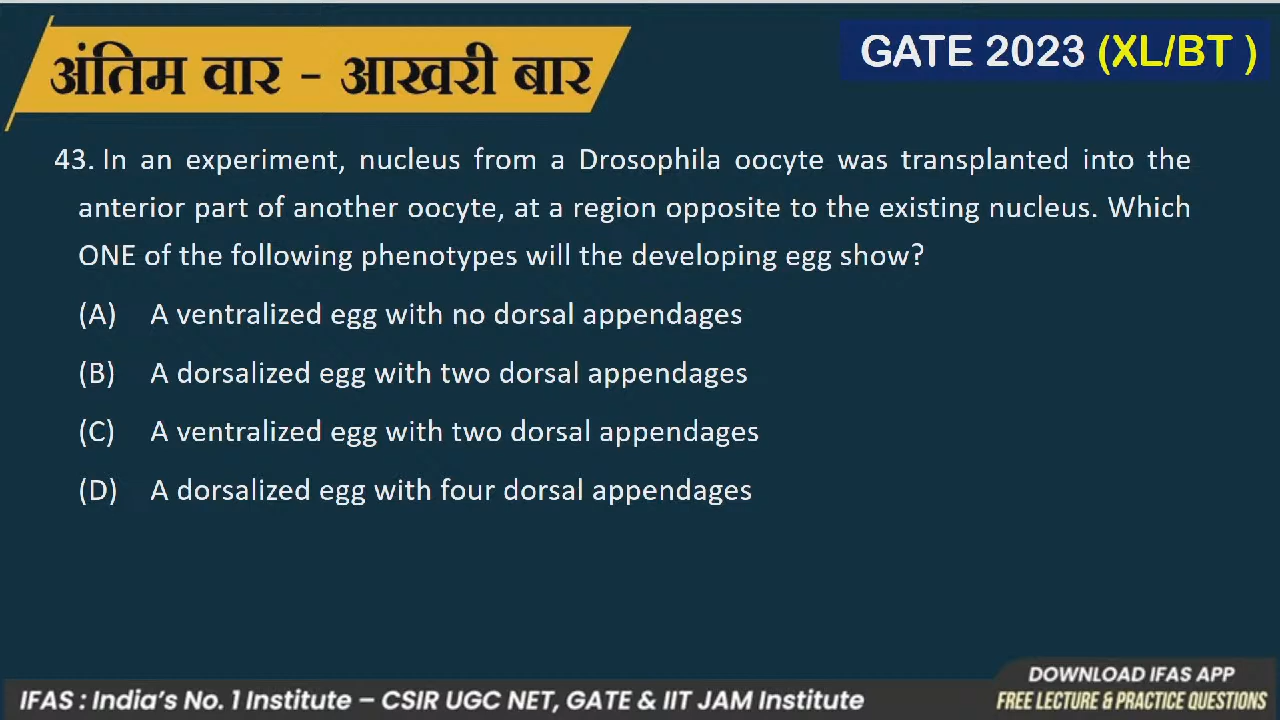 अंतिम वार - आखरी बार
GATE 2023 (XL/BT )
43. In an experiment, nucleus from a Drosophila oocyte was transplanted into the
anterior part of another oocyte, at a region opposite to the existing nucleus. Which
ONE of the following phenotypes will the developing egg show?
(A) A ventralized egg with no dorsal appendages
(B) A dorsalized egg with two dorsal appendages
(C) A ventralized egg with two dorsal appendages
(D) A dorsalized egg with four dorsal appendages
IFAS : India's No. 1 Institute – CSIR UGC NET, GATE & IIT JAM Institute
DOWNLOAD IFAS APP
FREE LECTURE & PRACTICE QUESTIONS